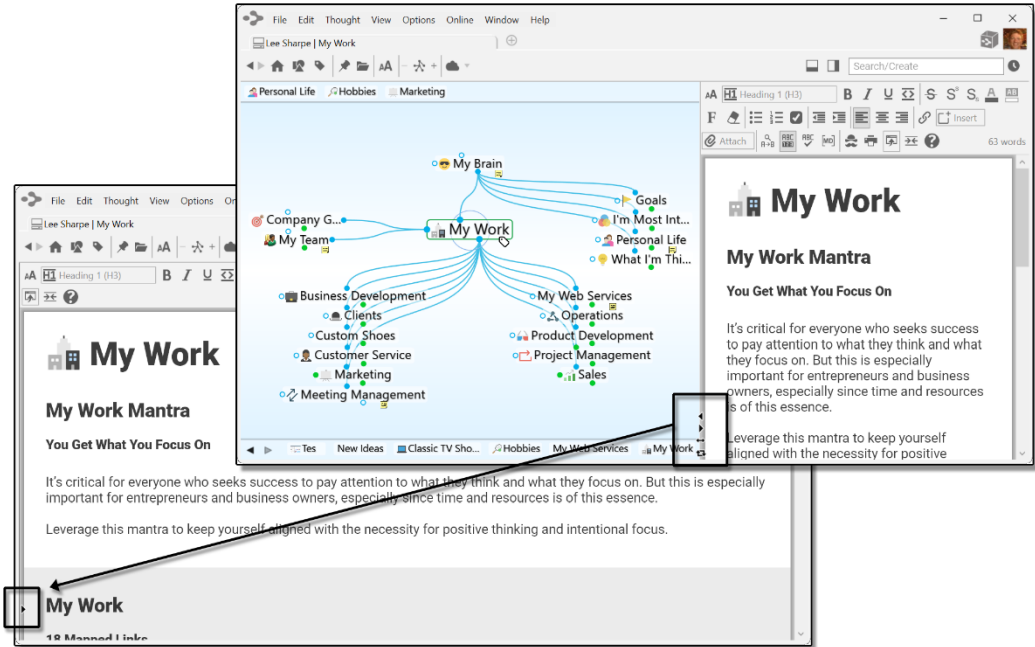 File Edit Thought View Options Online Window Help
Lee Sharpe | My Work
Search/Create
Personal Life Hobbies Marketing
AA H1 Heading 1 (H3) B I U S S S A AB
F Insert
Attach A→B ABC ABC [MD] 63 words
My Brain
Goals
Company G...
I'm Most Int...
My Work
My Team
Personal Life
What I'm Thi...
Business Development
My Web Services
Clients
Operations
Custom Shoes
Product Development
Customer Service
Project Management
Marketing
Sales
Meeting Management
Tes New Ideas Classic TV Sho... Hobbies My Web Services My Work
My Work
My Work Mantra
You Get What You Focus On
It's critical for everyone who seeks success
to pay attention to what they think and what
they focus on. But this is especially
important for entrepreneurs and business
owners, especially since time and resources
is of this essence.
Leverage this mantra to keep yourself
aligned with the necessity for positive
File Edit Thought View Options
Lee Sharpe | My Work
AA
AA H1 Heading 1 (H3) B I U
My Work
My Work Mantra
You Get What You Focus On
It's critical for everyone who seeks success to pay attention to what they think and what they focus on. But this is especially
important for entrepreneurs and business owners, especially since time and resources is of this essence.
Leverage this mantra to keep yourself aligned with the necessity for positive thinking and intentional focus.
My Work
18 Mapped Links